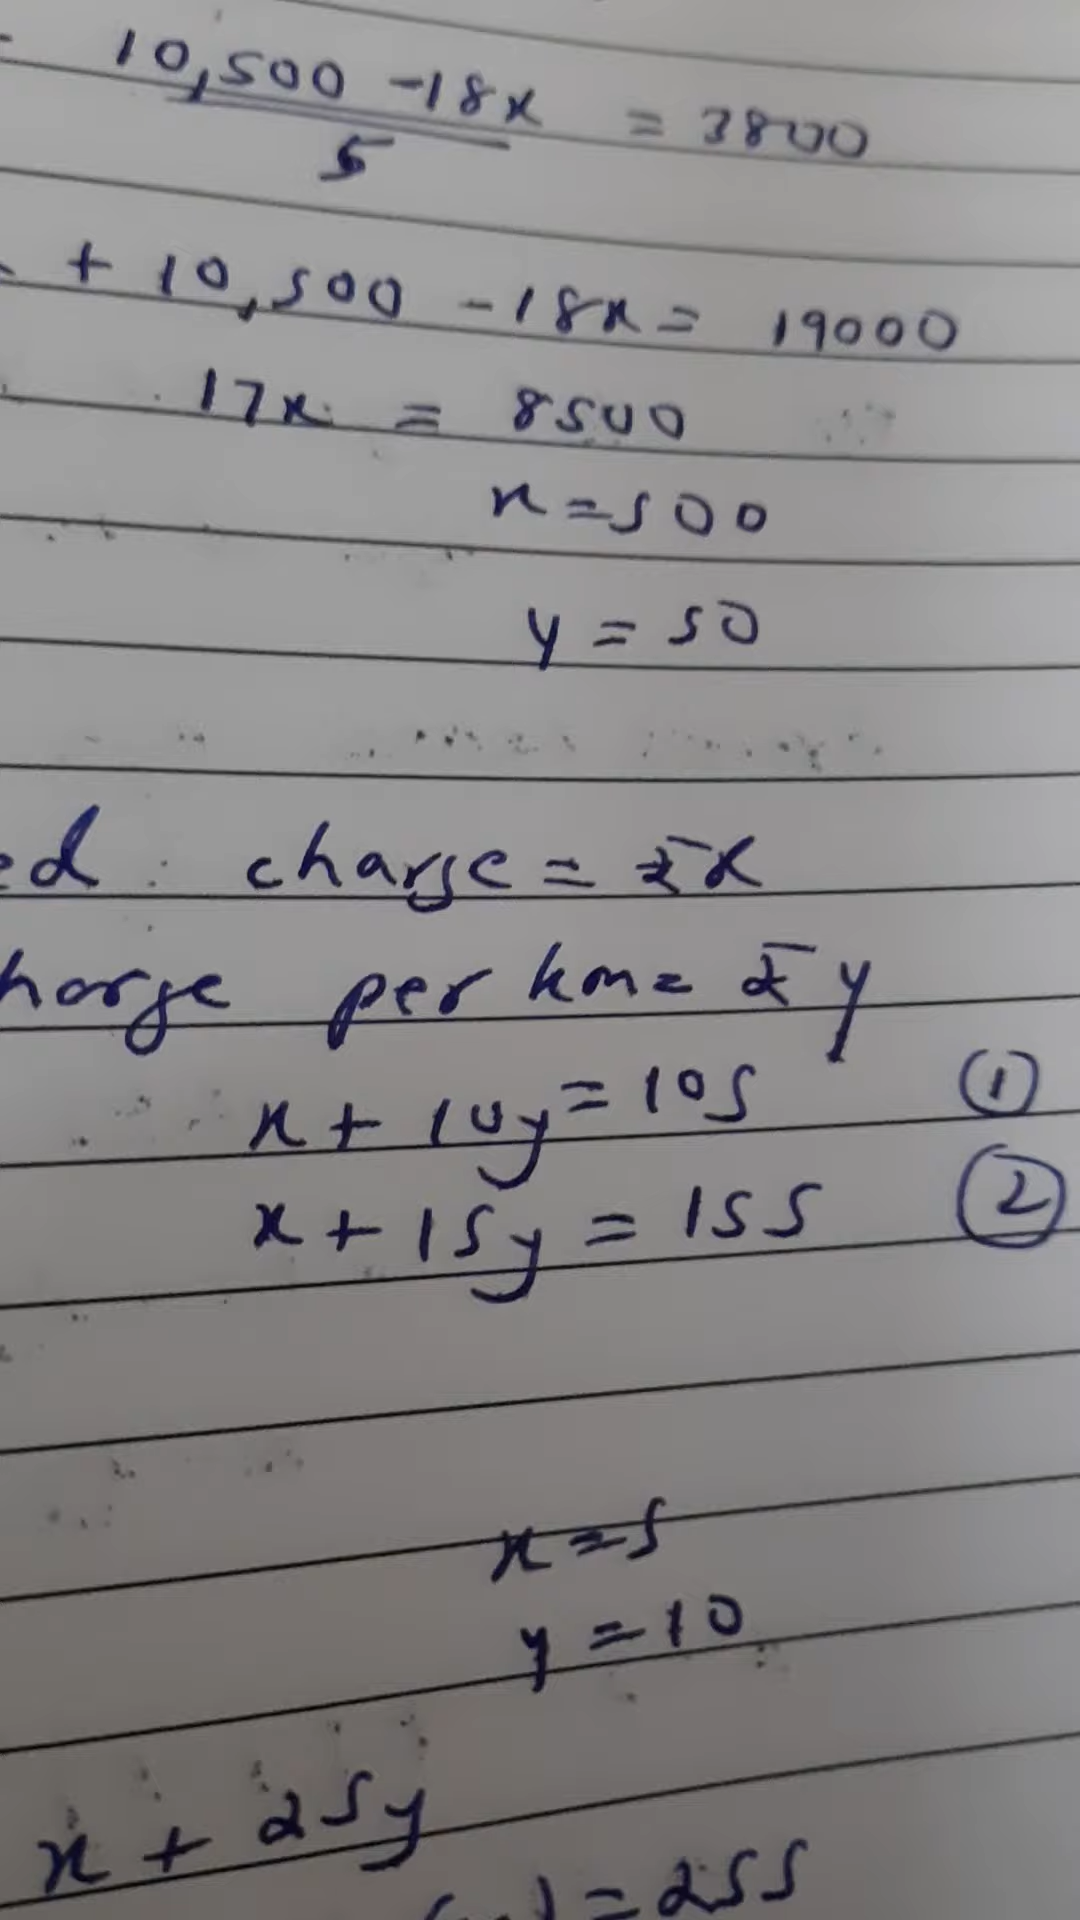 10,500 - 18x = 3800
5
+ 10,500 - 18x = 19000
17x = 8500
x = 500
y = 50
ed charge = ₹ x
harge per km = ₹ y
x + 10y = 105 ①
x + 15y = 155 ②
x = 5
y = 10
x + 25y
) = 255